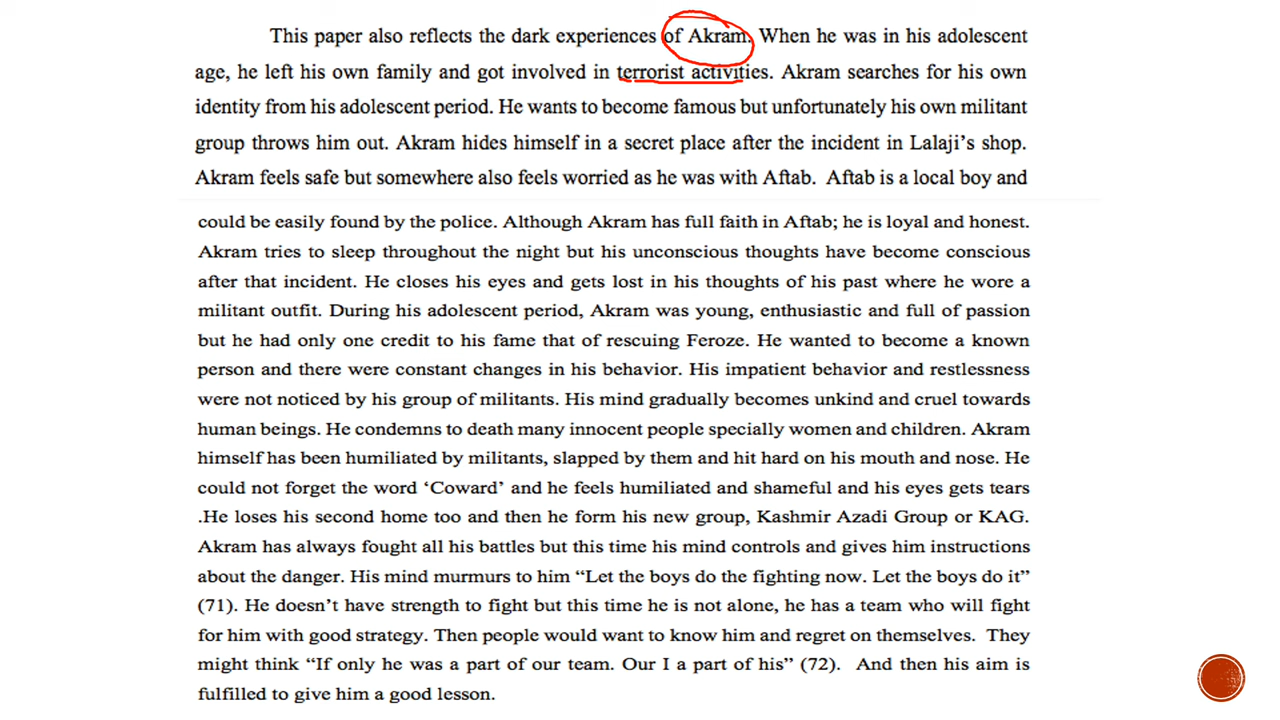 This paper also reflects the dark experiences of Akram. When he was in his adolescent
age, he left his own family and got involved in terrorist activities. Akram searches for his own
identity from his adolescent period. He wants to become famous but unfortunately his own militant
group throws him out. Akram hides himself in a secret place after the incident in Lalaji’s shop.
Akram feels safe but somewhere also feels worried as he was with Aftab.  Aftab is a local boy and
could be easily found by the police. Although Akram has full faith in Aftab; he is loyal and honest.
Akram tries to sleep throughout the night but his unconscious thoughts have become conscious
after that incident. He closes his eyes and gets lost in his thoughts of his past where he wore a
militant outfit. During his adolescent period, Akram was young, enthusiastic and full of passion
but he had only one credit to his fame that of rescuing Feroze. He wanted to become a known
person and there were constant changes in his behavior. His impatient behavior and restlessness
were not noticed by his group of militants. His mind gradually becomes unkind and cruel towards
human beings. He condemns to death many innocent people specially women and children. Akram
himself has been humiliated by militants, slapped by them and hit hard on his mouth and nose. He
could not forget the word ‘Coward’ and he feels humiliated and shameful and his eyes gets tears
.He loses his second home too and then he form his new group, Kashmir Azadi Group or KAG.
Akram has always fought all his battles but this time his mind controls and gives him instructions
about the danger. His mind murmurs to him “Let the boys do the fighting now. Let the boys do it”
(71). He doesn’t have strength to fight but this time he is not alone, he has a team who will fight
for him with good strategy. Then people would want to know him and regret on themselves.  They
might think “If only he was a part of our team. Our I a part of his” (72).  And then his aim is
fulfilled to give him a good lesson.